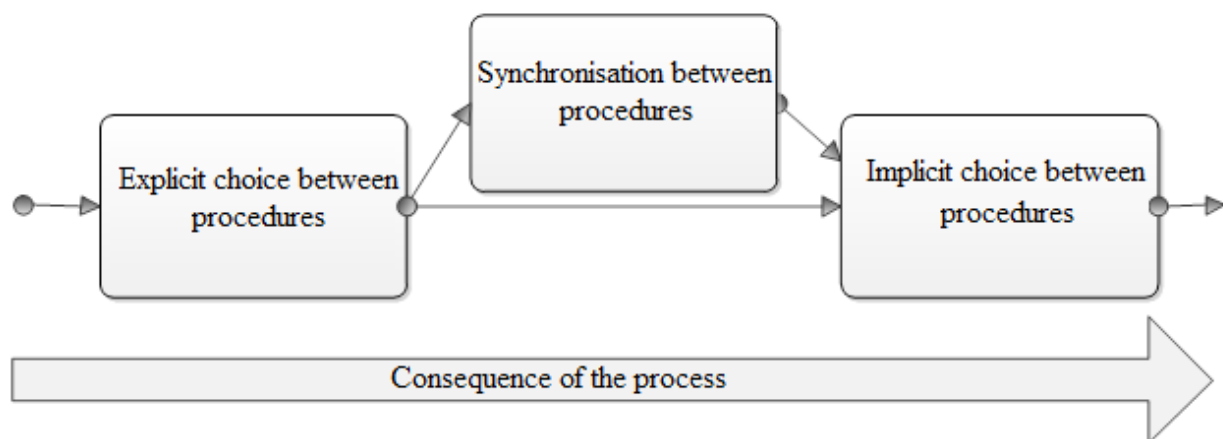 Synchronisation between
procedures
Explicit choice between
procedures
Implicit choice between
procedures
Consequence of the process